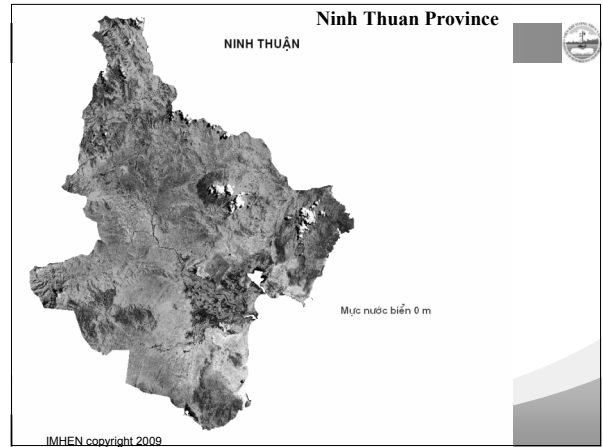 Ninh Thuan Province
NINH THUẬN
Mực nước biển 0 m
IMHEN copyright 2009